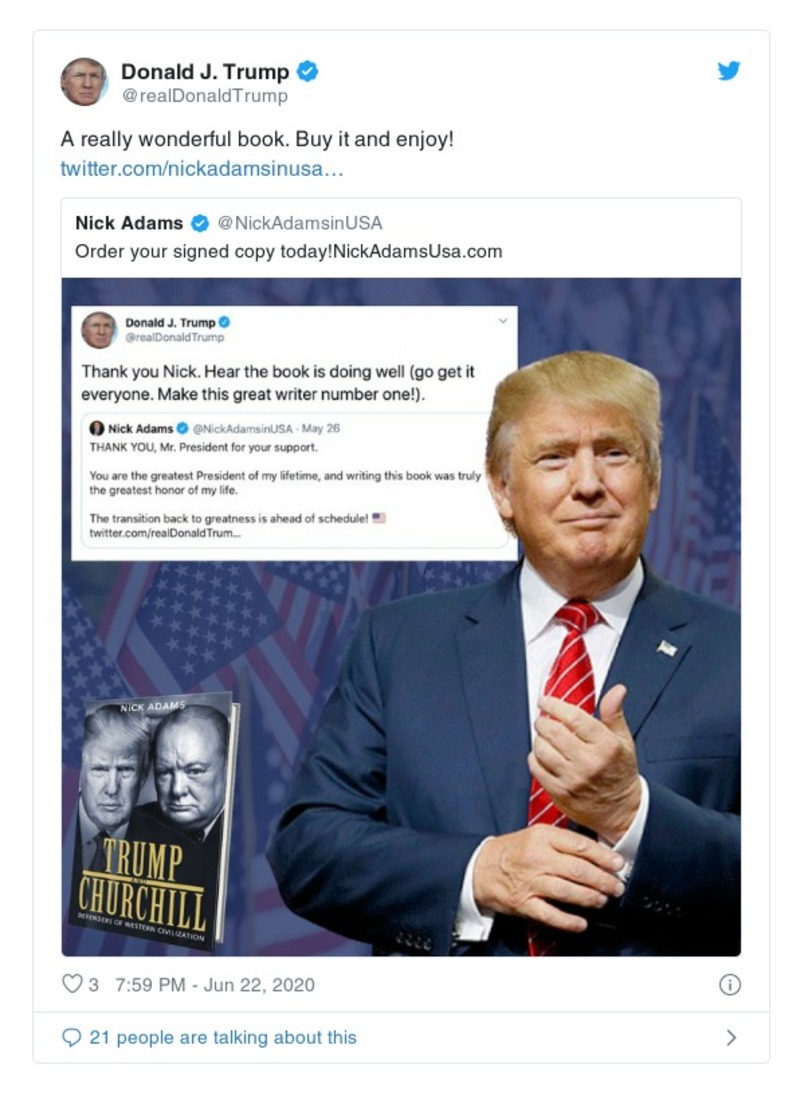 Donald J. Trump
@realDonaldTrump
A really wonderful book. Buy it and enjoy!
twitter.com/nickadamsinusa…
Nick Adams @NickAdamsinUSA
Order your signed copy today!NickAdamsUsa.com
Donald J. Trump
@realDonaldTrump
Thank you Nick. Hear the book is doing well (go get it
everyone. Make this great writer number one!).
Nick Adams @NickAdamsinUSA · May 26
THANK YOU, Mr. President for your support.
You are the greatest President of my lifetime, and writing this book was truly
the greatest honor of my life.
The transition back to greatness is ahead of schedule! 🇺🇸
twitter.com/realDonaldTrum...
NICK ADAMS
TRUMP
AND
CHURCHILL
DEFENDERS OF WESTERN CIVILIZATION
3 7:59 PM - Jun 22, 2020
21 people are talking about this